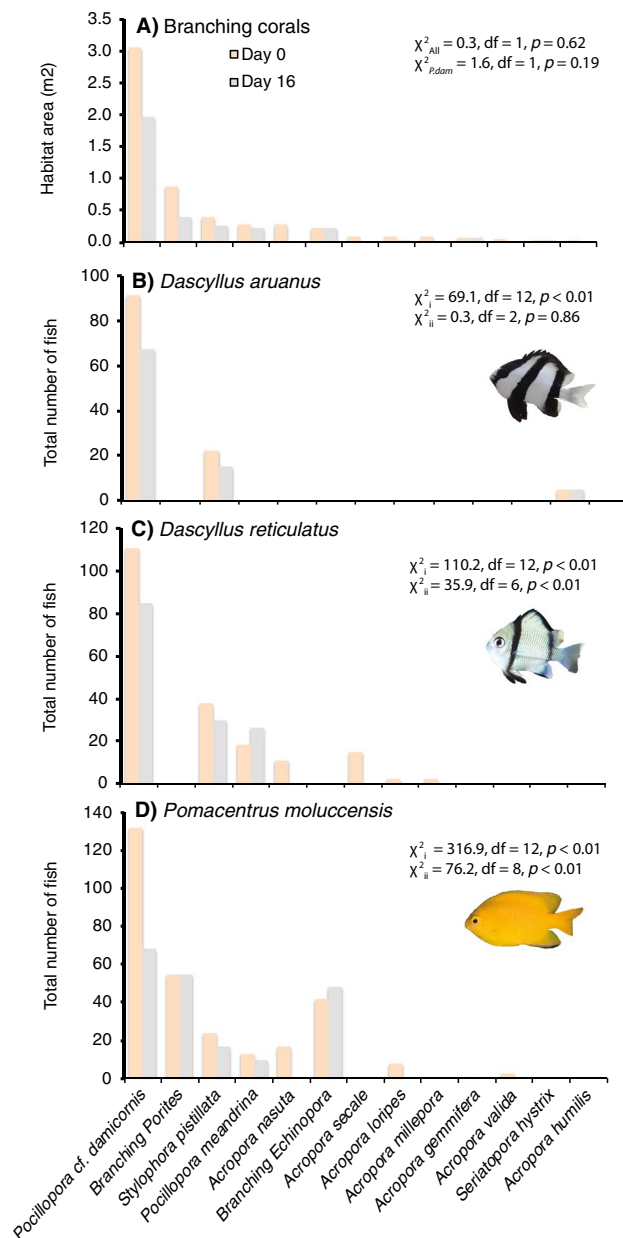 A) Branching corals
Day 0
Day 16
χ²All = 0.3, df = 1, p = 0.62
χ²P.dam = 1.6, df = 1, p = 0.19
Habitat area (m2)
3.5
3.0
2.5
2.0
1.5
1.0
0.5
0.0
B) Dascyllus aruanus
χ²i = 69.1, df = 12, p < 0.01
χ²ii = 0.3, df = 2, p = 0.86
Total number of fish
100
80
60
40
20
0
C) Dascyllus reticulatus
χ²i = 110.2, df = 12, p < 0.01
χ²ii = 35.9, df = 6, p < 0.01
Total number of fish
120
100
80
60
40
20
0
D) Pomacentrus moluccensis
χ²i = 316.9, df = 12, p < 0.01
χ²ii = 76.2, df = 8, p < 0.01
Total number of fish
140
120
100
80
60
40
20
0
Pocillopora cf. damicornis
Branching Porites
Stylophora pistillata
Pocillopora meandrina
Acropora nasuta
Branching Echinopora
Acropora secale
Acropora loripes
Acropora millepora
Acropora gemmifera
Acropora valida
Seriatopora hystrix
Acropora humilis